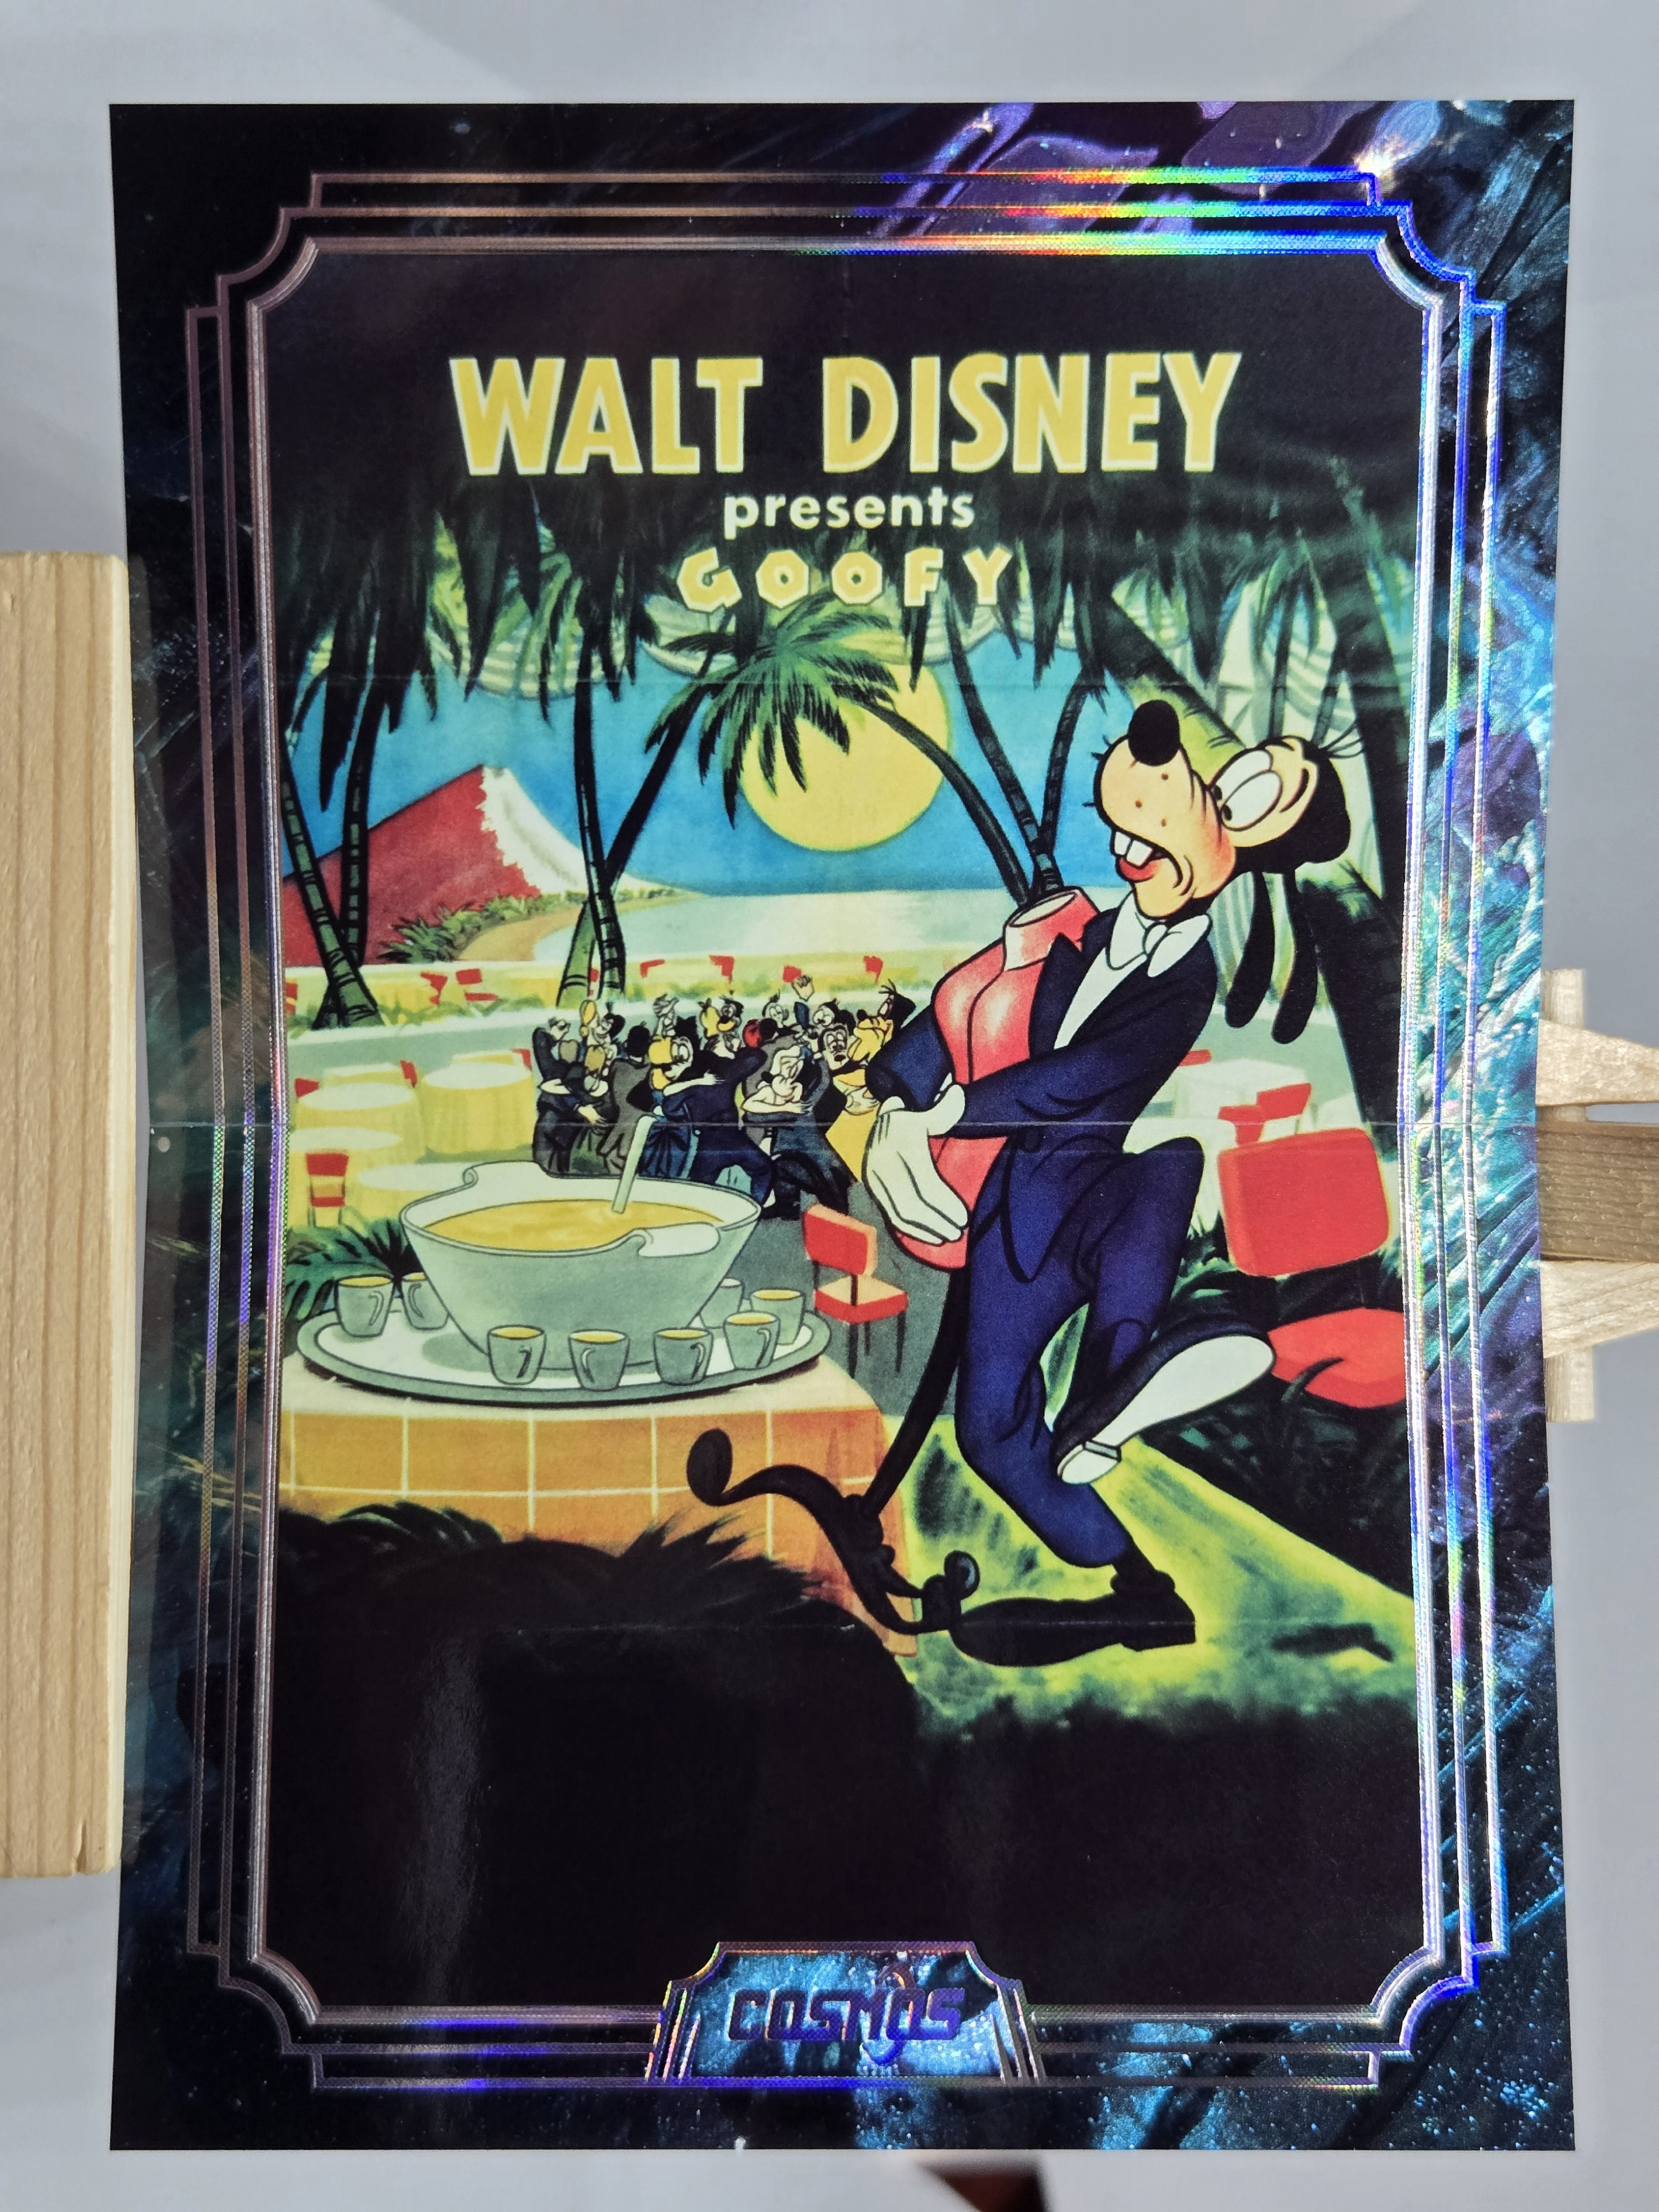 WALT DISNEY
presents
GOOFY
COSMOS